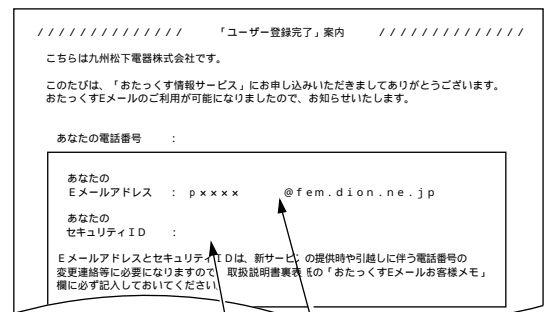 //////////////　「ユーザー登録完了」案内　//////////////
こちらは九州松下電器株式会社です。
このたびは、「おたっくす情報サービス」にお申し込みいただきましてありがとうございます。
おたっくすEメールのご利用が可能になりましたので、お知らせいたします。
あなたの電話番号　:
あなたの
Eメールアドレス　:　p××××　　@fem.dion.ne.jp
あなたの
セキュリティID　:
EメールアドレスとセキュリティIDは、新サービスの提供時や引越しに伴う電話番号の
変更連絡等に必要になりますので、取扱説明書裏表紙の「おたっくすEメールお客様メモ」
欄に必ず記入しておいてください。